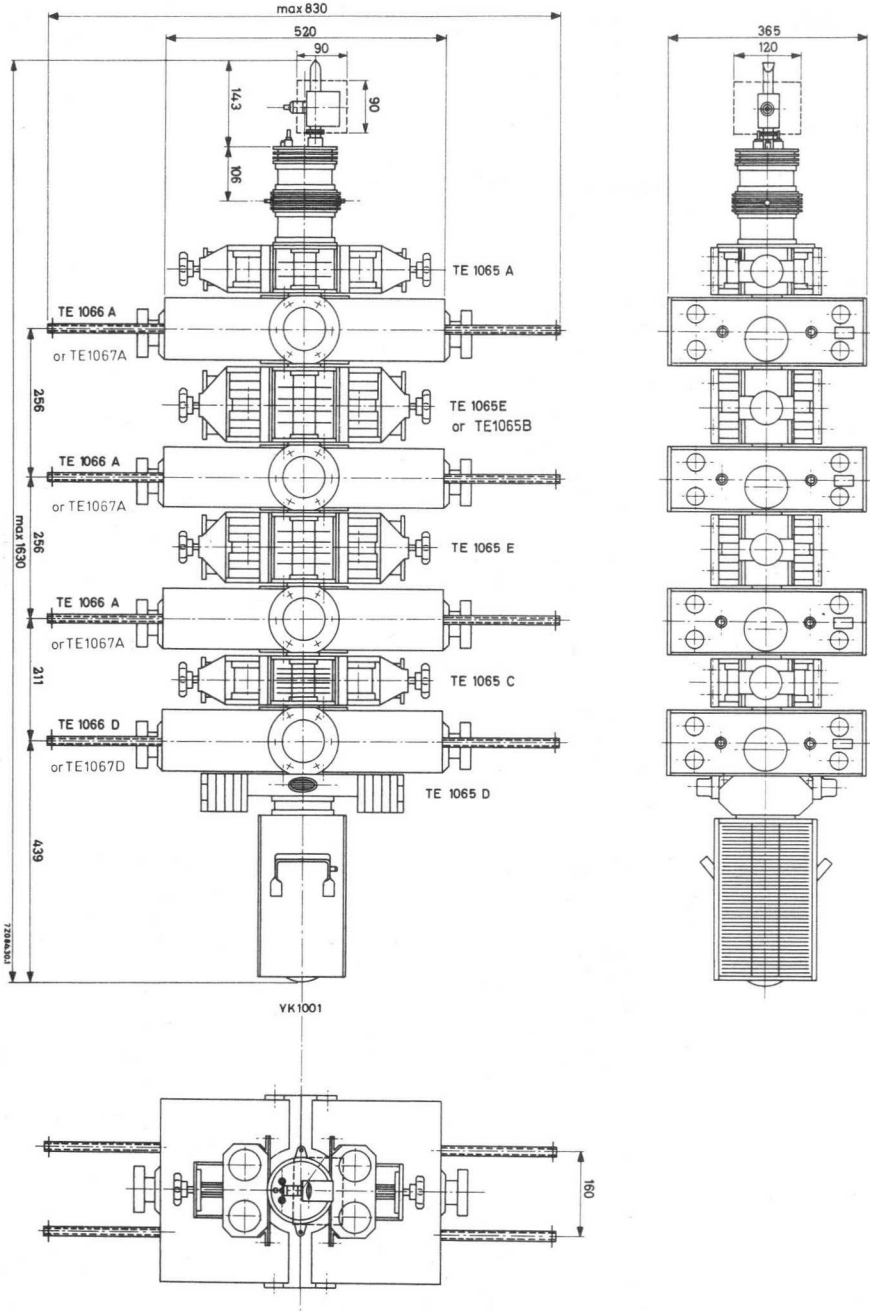 max 830
520
90
365
120
143
90
106
TE 1065 A
TE 1066 A
or TE1067A
256
TE 1065E
or TE1065B
TE 1066 A
or TE1067A
max 1630
256
TE 1065 E
TE 1066 A
or TE1067A
211
TE 1065 C
TE 1066 D
or TE1067D
TE 1065 D
439
YK1001
160